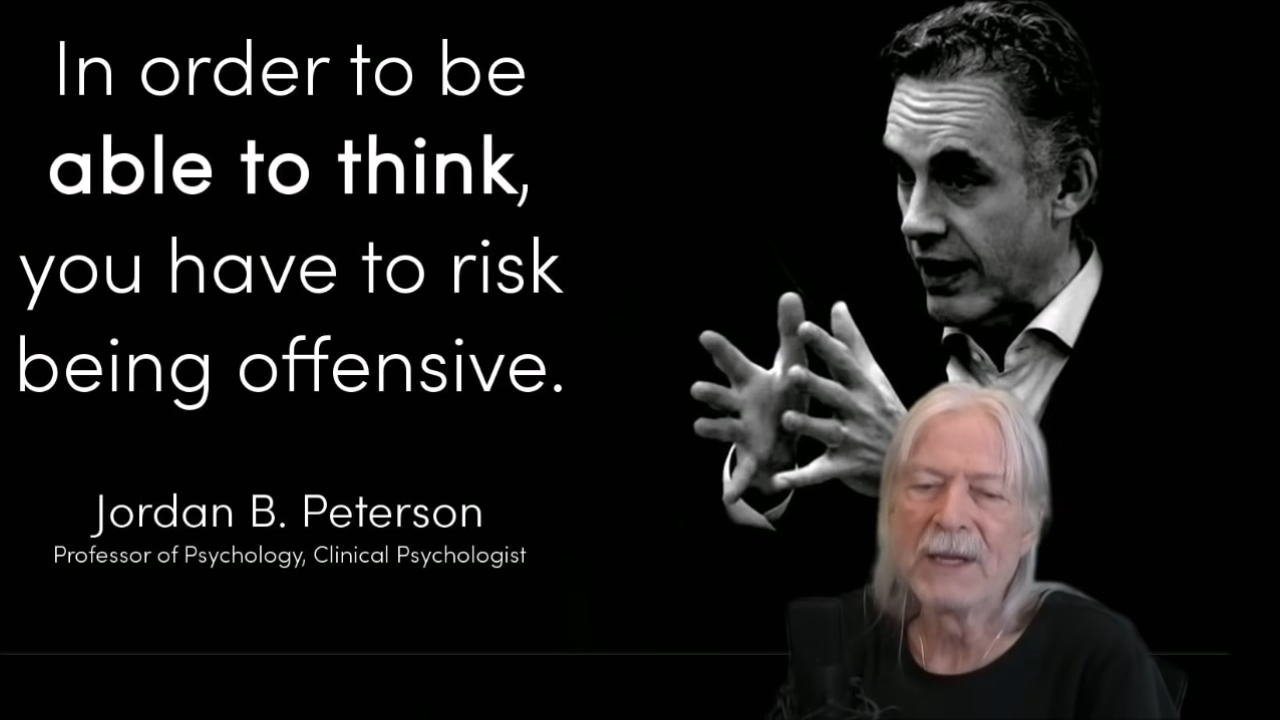 In order to be
able to think,
you have to risk
being offensive.
Jordan B. Peterson
Professor of Psychology, Clinical Psychologist